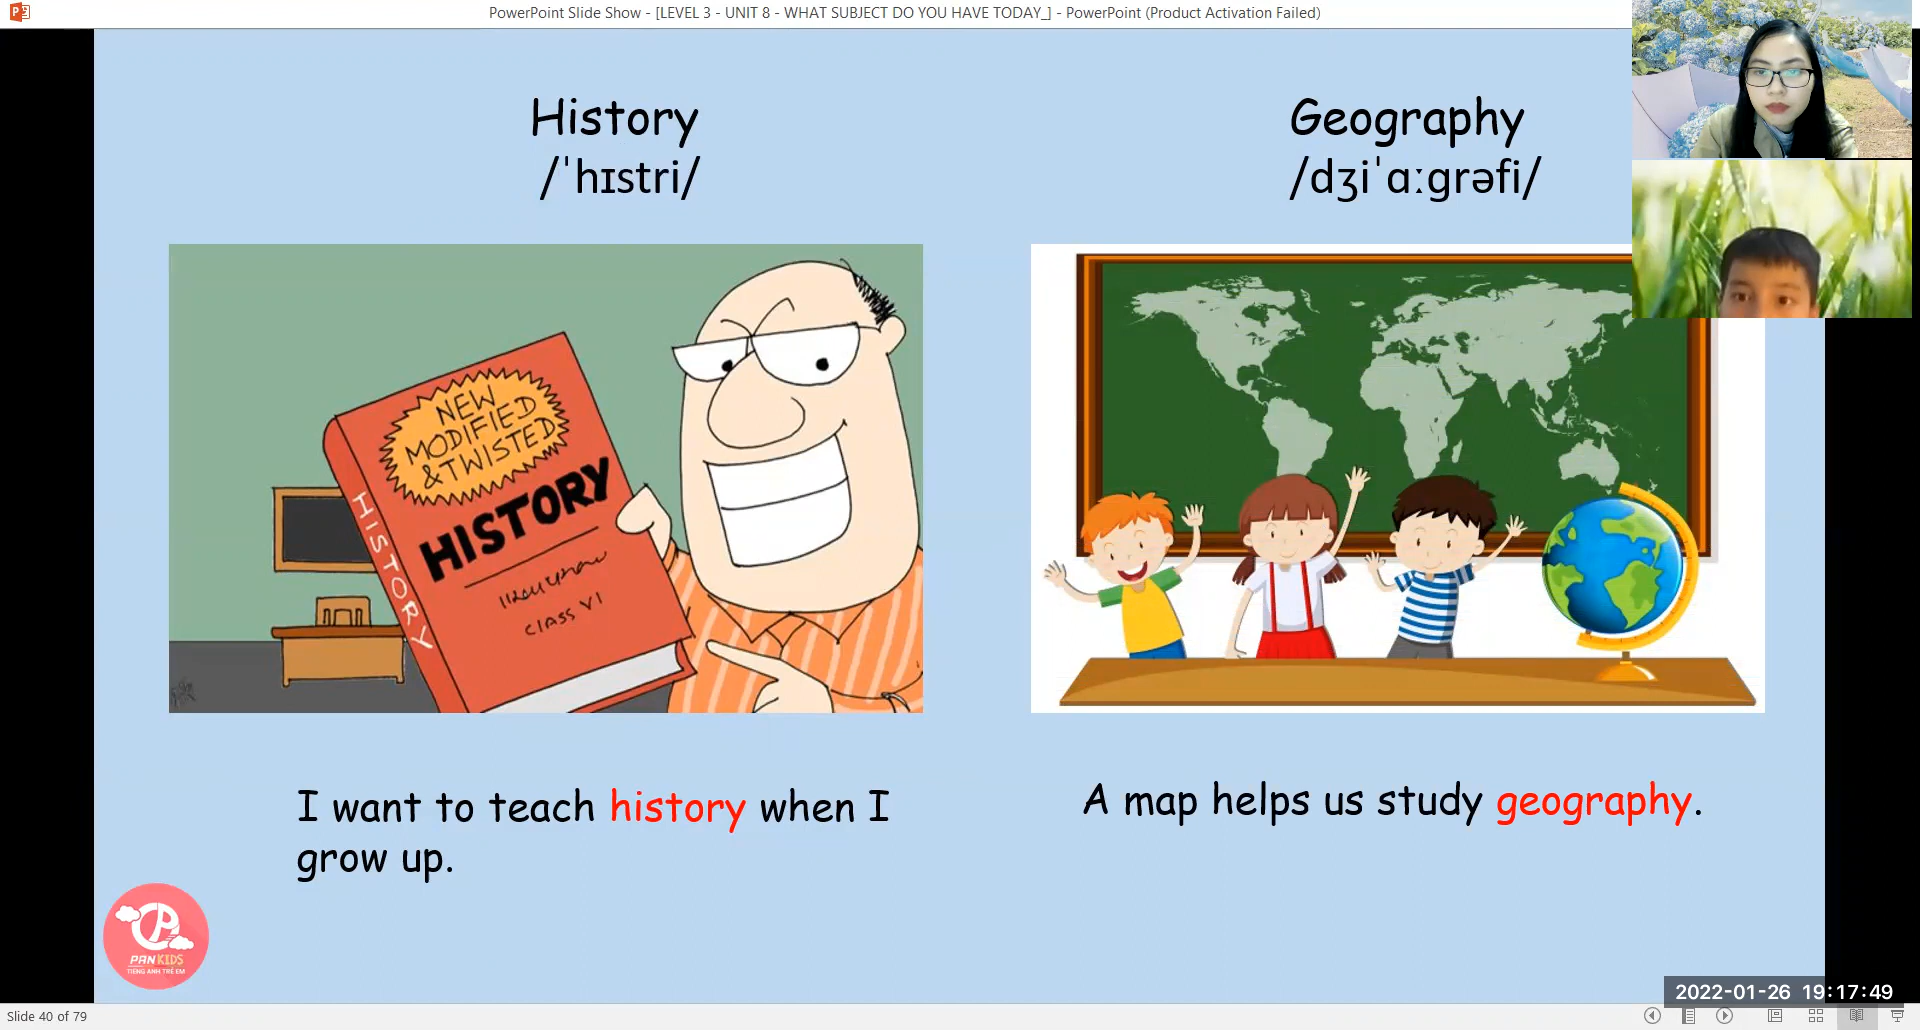 PowerPoint Slide Show - [LEVEL 3 - UNIT 8 - WHAT SUBJECT DO YOU HAVE TODAY_] - PowerPoint (Product Activation Failed)
History
/ˈhɪstri/
Geography
/dʒiˈɑːɡrəfi/
NEW
MODIFIED
& TWISTED
HISTORY
HISTORY
CLASS VI
I want to teach history when I
grow up.
A map helps us study geography.
PAN KIDS
TIẾNG ANH TRẺ EM
2022-01-26 19:17:49
Slide 40 of 79